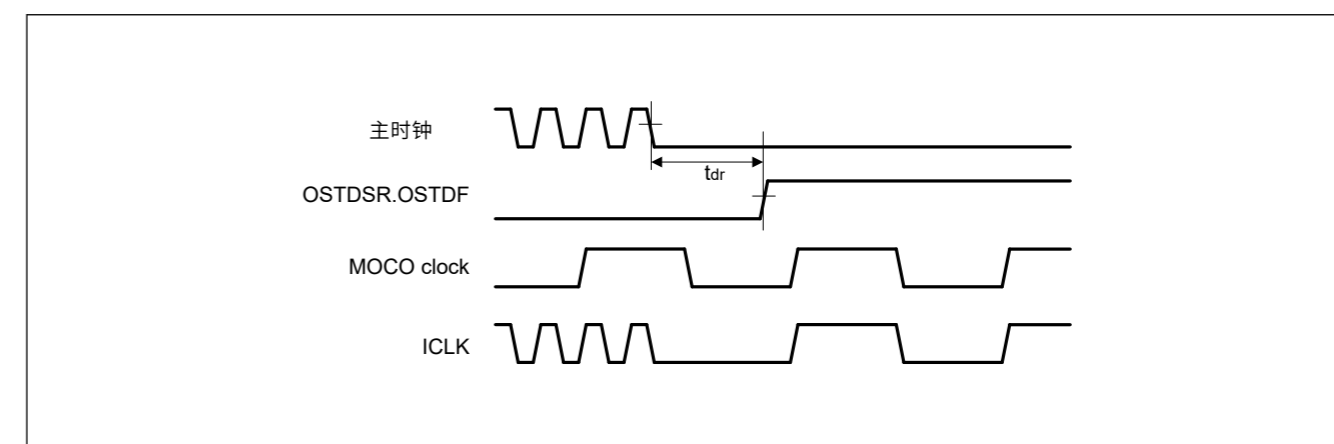 主时钟
tdr
OSTDSR.OSTDF
MOCO clock
ICLK